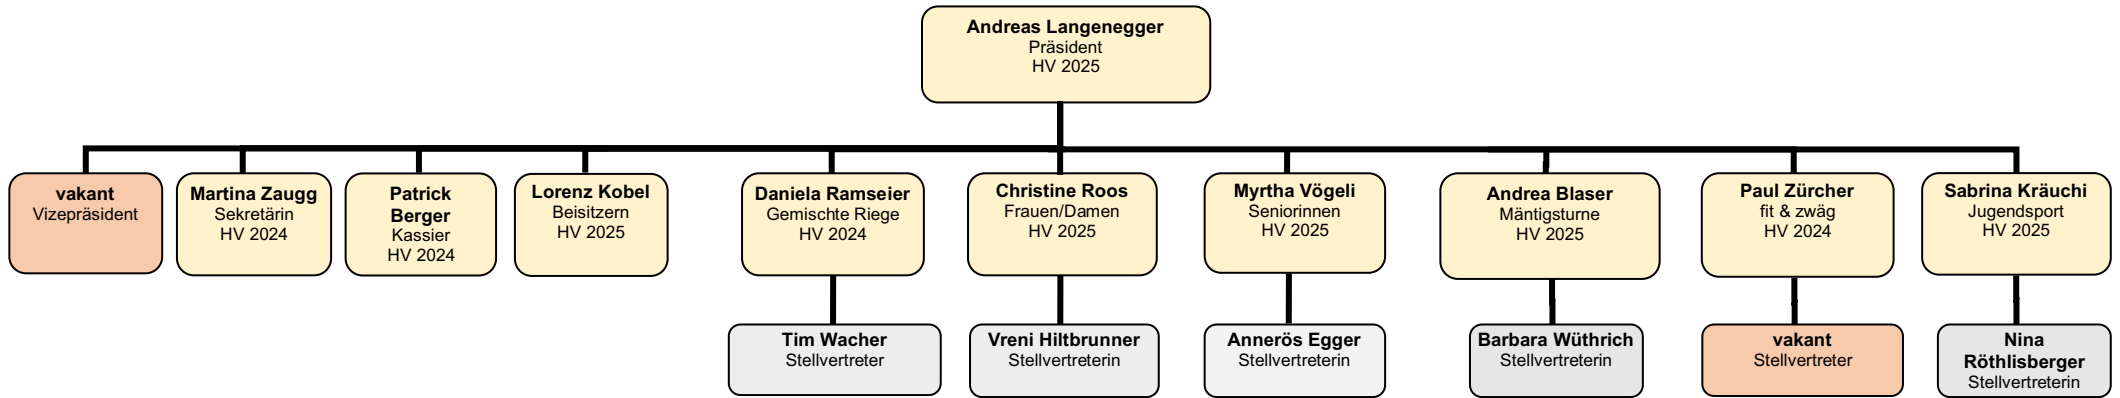 Andreas Langenegger
Präsident
HV 2025
vakant
Vizepräsident
Martina Zaugg
Sekretärin
HV 2024
Patrick
Berger
Kassier
HV 2024
Lorenz Kobel
Beisitzern
HV 2025
Daniela Ramseier
Gemischte Riege
HV 2024
Christine Roos
Frauen/Damen
HV 2025
Myrtha Vögeli
Seniorinnen
HV 2025
Andrea Blaser
Mäntigsturne
HV 2025
Paul Zürcher
fit & zwäg
HV 2024
Sabrina Kräuchi
Jugendsport
HV 2025
Tim Wacher
Stellvertreter
Vreni Hiltbrunner
Stellvertreterin
Annerös Egger
Stellvertreterin
Barbara Wüthrich
Stellvertreterin
vakant
Stellvertreter
Nina
Röthlisberger
Stellvertreterin